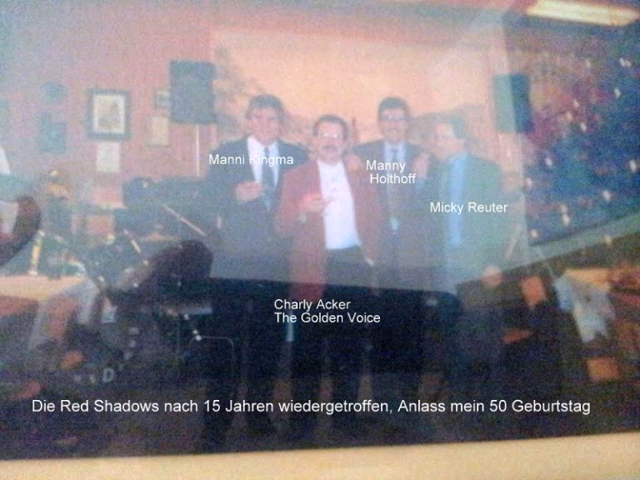 Manni Kingma
Manny
Holthoff
Micky Reuter
Charly Acker
The Golden Voice
Die Red Shadows nach 15 Jahren wiedergetroffen, Anlass mein 50 Geburtstag